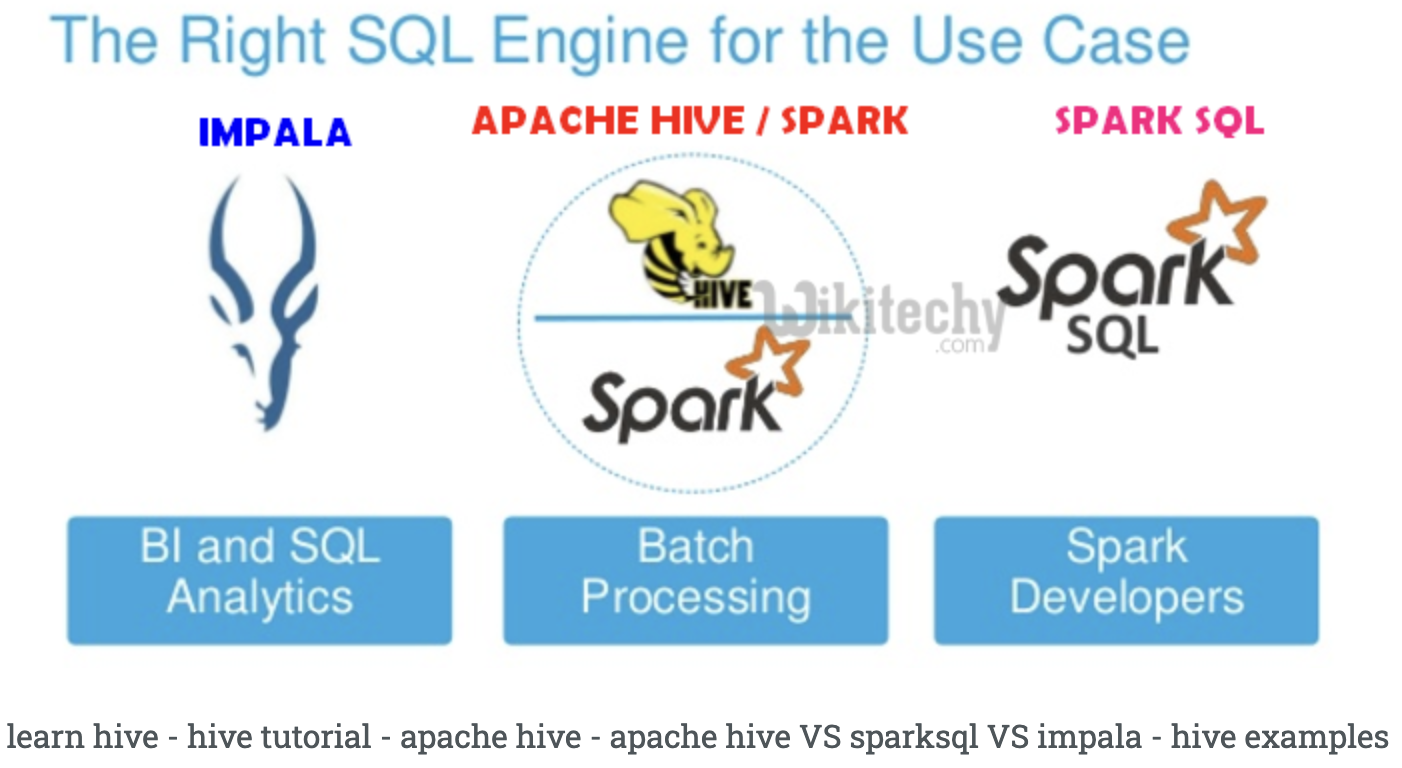 The Right SQL Engine for the Use Case
IMPALA
APACHE HIVE / SPARK
SPARK SQL
HIVE
Spark
Spark
SQL
Wikitechy
.com
BI and SQL
Analytics
Batch
Processing
Spark
Developers
learn hive - hive tutorial - apache hive - apache hive VS sparksql VS impala - hive examples